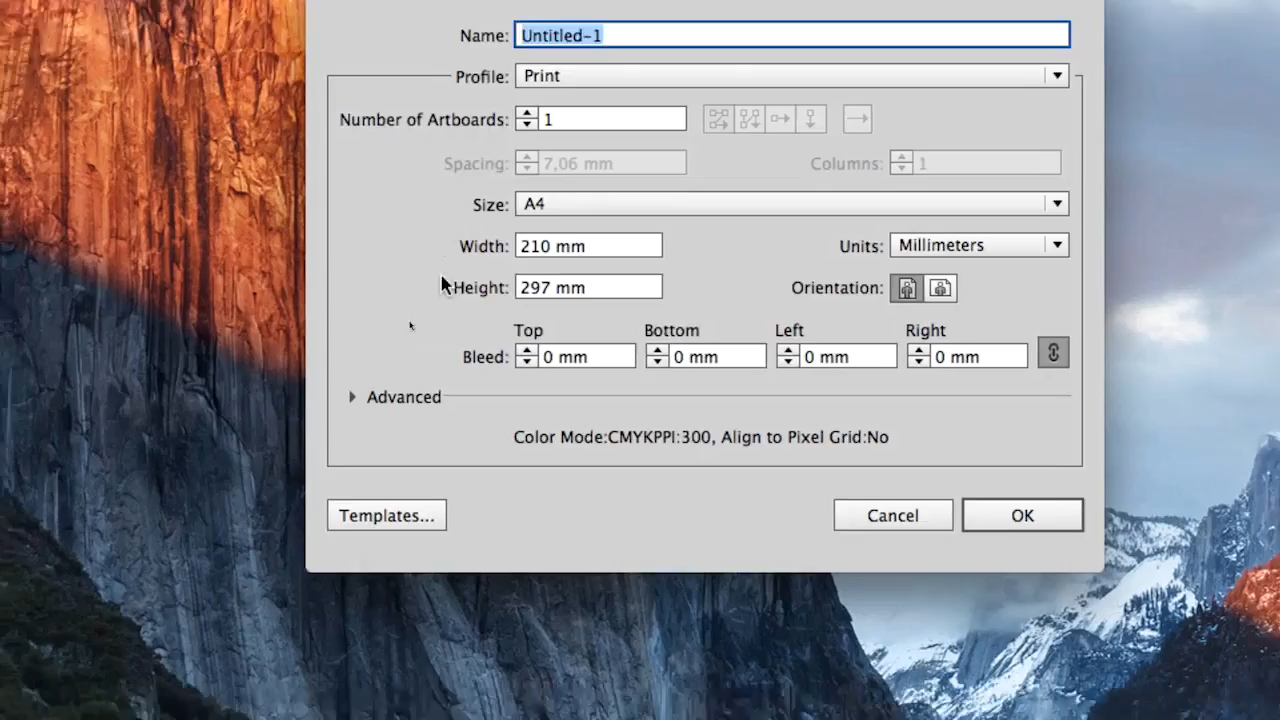 Name: Untitled-1
Profile: Print
Number of Artboards: 1
Spacing: 7,06 mm Columns: 1
Size: A4
Width: 210 mm Units: Millimeters
Height: 297 mm Orientation:
Top Bottom Left Right
Bleed: 0 mm 0 mm 0 mm 0 mm
Advanced
Color Mode:CMYKPPI:300, Align to Pixel Grid:No
Templates... Cancel OK